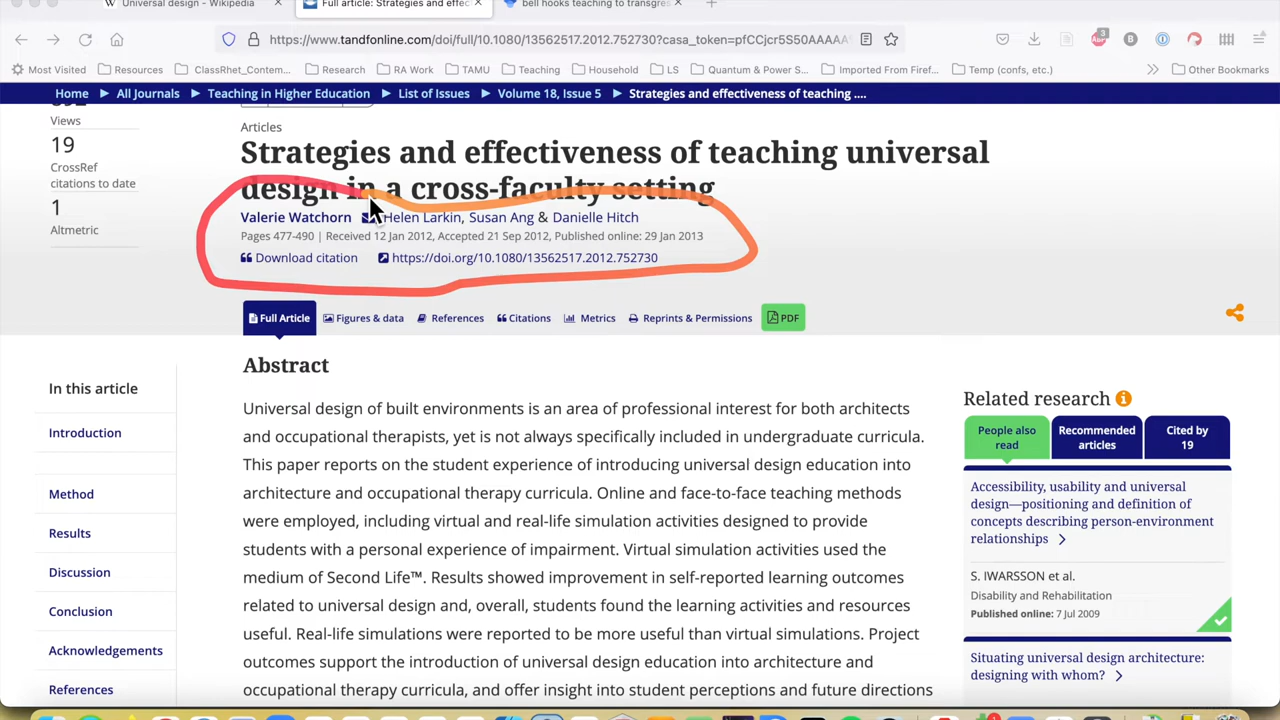 Universal design - Wikipedia
Full article: Strategies and effec
bell hooks teaching to transgres
https://www.tandfonline.com/doi/full/10.1080/13562517.2012.752730?casa_token=pfCCjcr5S50AAAA
Most Visited Resources ClassRhet_Contem... Research RA Work TAMU Teaching Household LS Quantum & Power S... Imported From Firef... Temp (confs, etc.) Other Bookmarks
Home All Journals Teaching in Higher Education List of Issues Volume 18, Issue 5 Strategies and effectiveness of teaching ....
Views
19
CrossRef
citations to date
1
Altmetric
Articles
Strategies and effectiveness of teaching universal
design in a cross-faculty setting
Valerie Watchorn Helen Larkin, Susan Ang & Danielle Hitch
Pages 477-490 | Received 12 Jan 2012, Accepted 21 Sep 2012, Published online: 29 Jan 2013
Download citation https://doi.org/10.1080/13562517.2012.752730
Full Article Figures & data References Citations Metrics Reprints & Permissions PDF
In this article
Introduction
Method
Results
Discussion
Conclusion
Acknowledgements
References
Abstract
Universal design of built environments is an area of professional interest for both architects
and occupational therapists, yet is not always specifically included in undergraduate curricula.
This paper reports on the student experience of introducing universal design education into
architecture and occupational therapy curricula. Online and face-to-face teaching methods
were employed, including virtual and real-life simulation activities designed to provide
students with a personal experience of impairment. Virtual simulation activities used the
medium of Second Life™. Results showed improvement in self-reported learning outcomes
related to universal design and, overall, students found the learning activities and resources
useful. Real-life simulations were reported to be more useful than virtual simulations. Project
outcomes support the introduction of universal design education into architecture and
occupational therapy curricula, and offer insight into student perceptions and future directions
Related research
People also
read
Recommended
articles
Cited by
19
Accessibility, usability and universal
design—positioning and definition of
concepts describing person-environment
relationships
S. IWARSSON et al.
Disability and Rehabilitation
Published online: 7 Jul 2009
Situating universal design architecture:
designing with whom?